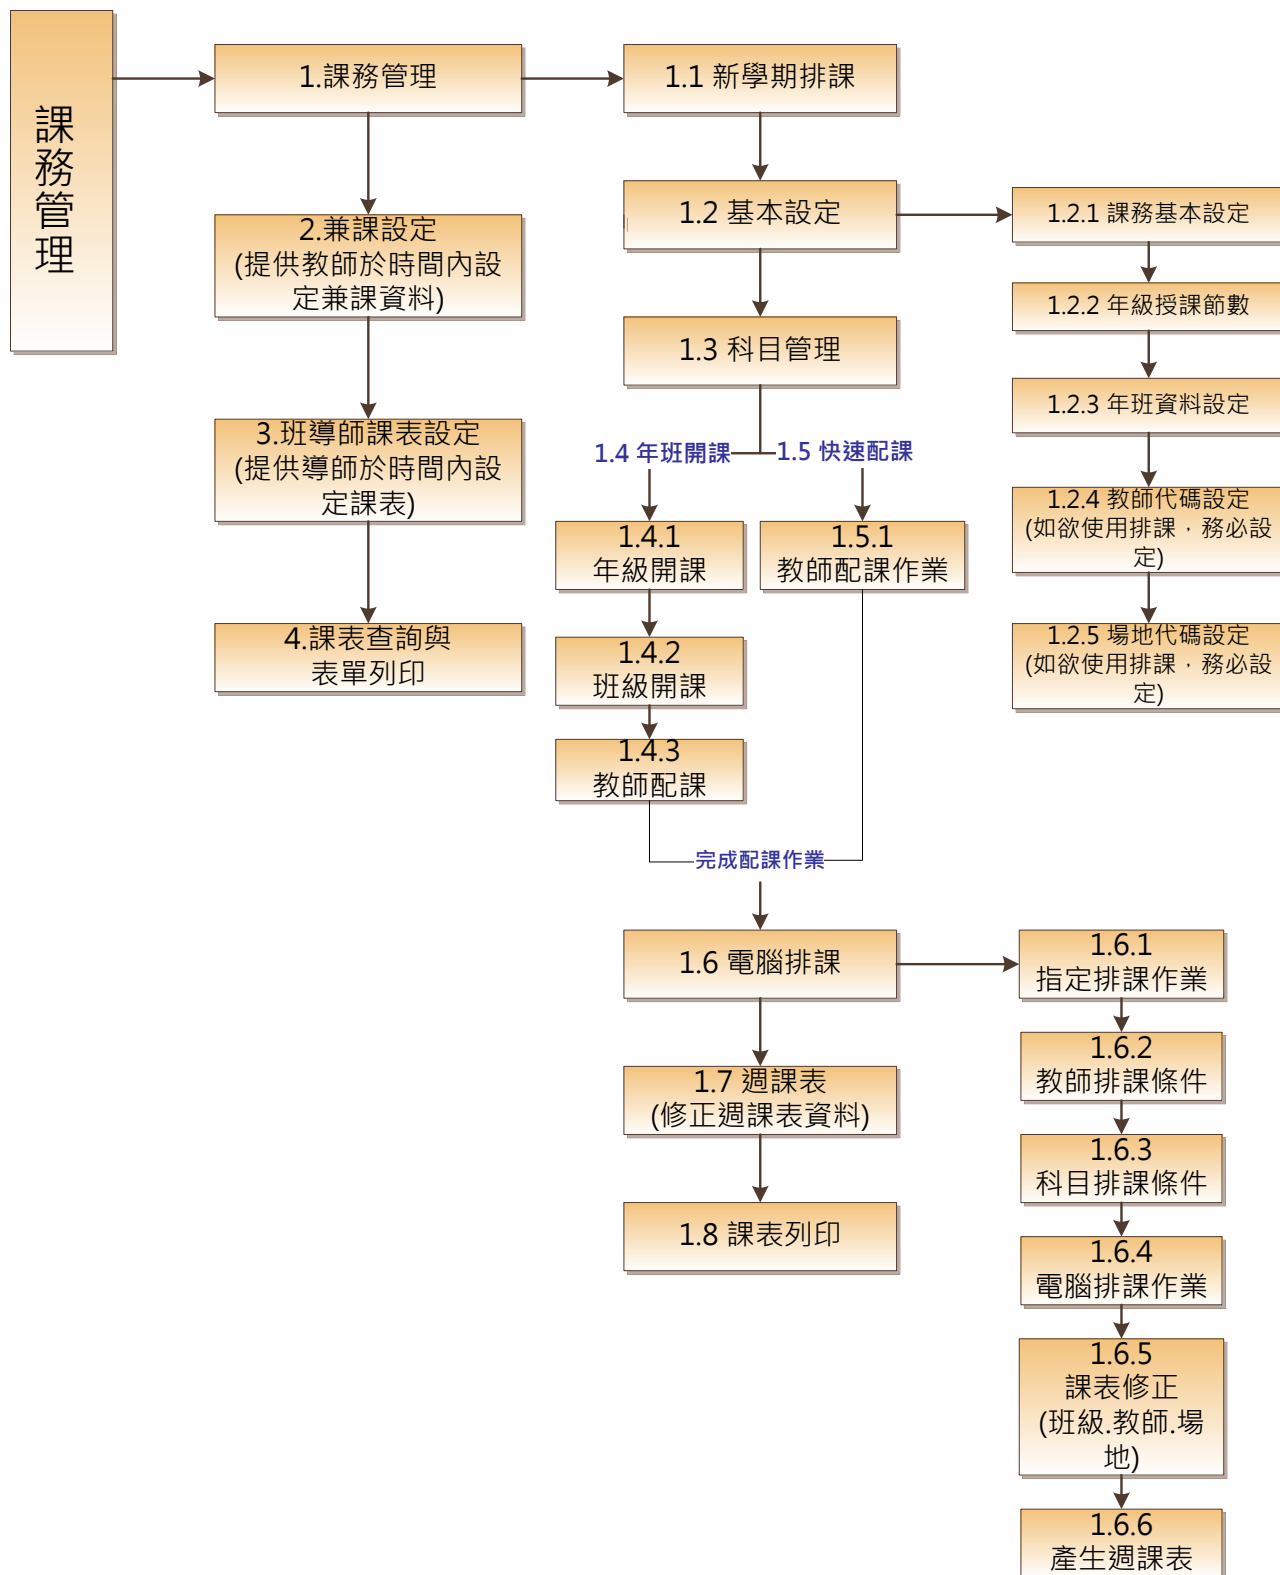 課務管理
1.課務管理
2.兼課設定
(提供教師於時間內設
定兼課資料)
3.班導師課表設定
(提供導師於時間內設
定課表)
4.課表查詢與
表單列印
1.1 新學期排課
1.2 基本設定
1.3 科目管理
1.4 年班開課
1.5 快速配課
1.4.1
年級開課
1.4.2
班級開課
1.4.3
教師配課
1.5.1
教師配課作業
完成配課作業
1.6 電腦排課
1.7 週課表
(修正週課表資料)
1.8 課表列印
1.2.1 課務基本設定
1.2.2 年級授課節數
1.2.3 年班資料設定
1.2.4 教師代碼設定
(如欲使用排課，務必設
定)
1.2.5 場地代碼設定
(如欲使用排課，務必設
定)
1.6.1
指定排課作業
1.6.2
教師排課條件
1.6.3
科目排課條件
1.6.4
電腦排課作業
1.6.5
課表修正
(班級.教師.場
地)
1.6.6
產生週課表